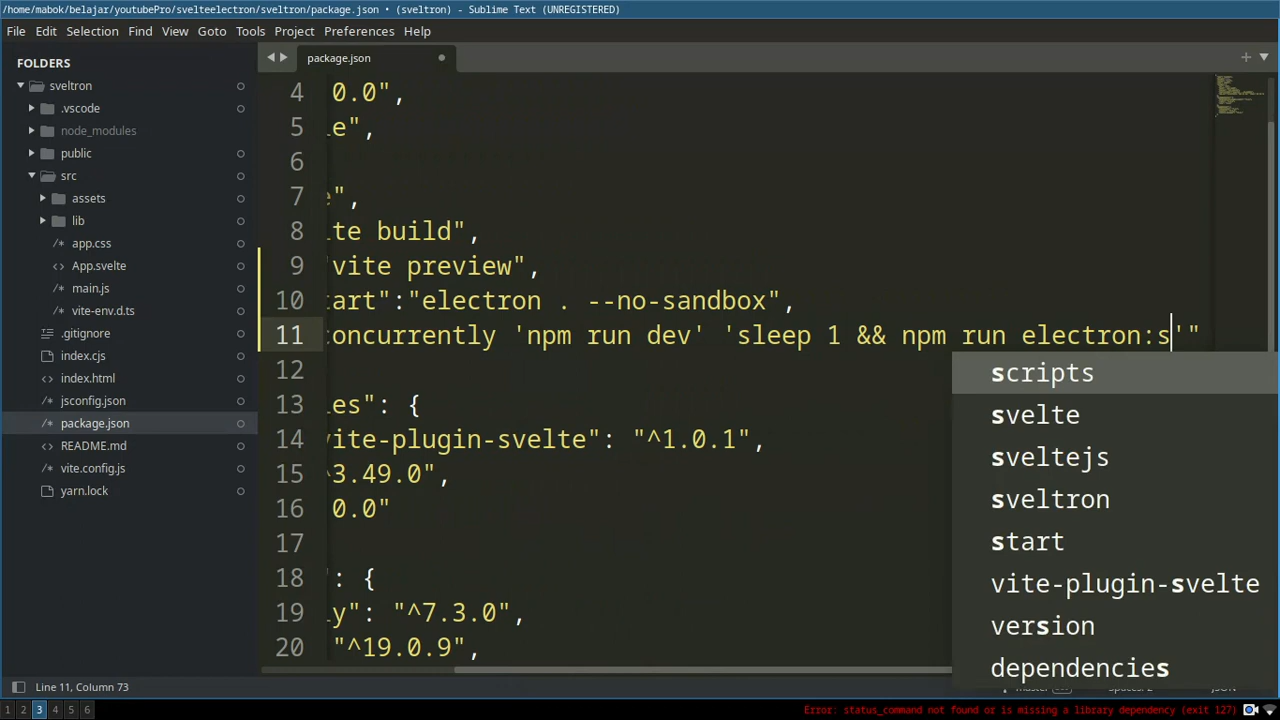 /home/mabok/belajar/youtubePro/svelteelectron/sveltron/package.json • (sveltron) - Sublime Text (UNREGISTERED)
File Edit Selection Find View Goto Tools Project Preferences Help
FOLDERS
sveltron
.vscode
node_modules
public
src
assets
lib
app.css
App.svelte
main.js
vite-env.d.ts
.gitignore
index.cjs
index.html
jsconfig.json
package.json
README.md
vite.config.js
yarn.lock
package.json
4 0.0",
5 le",
6
7 e",
8 ite build",
9 "vite preview",
10 tart":"electron . --no-sandbox",
11 concurrently 'npm run dev' 'sleep 1 && npm run electron:s'"
12
13 ies": {
14 vite-plugin-svelte": "^1.0.1",
15 ^3.49.0",
16 0.0"
17
18 ": {
19 ly": "^7.3.0",
20 "^19.0.9",
scripts
svelte
sveltejs
sveltron
start
vite-plugin-svelte
version
dependencies
Line 11, Column 73
1 2 3 4 5 6
Error: status_command not found or is missing a library dependency (exit 127)